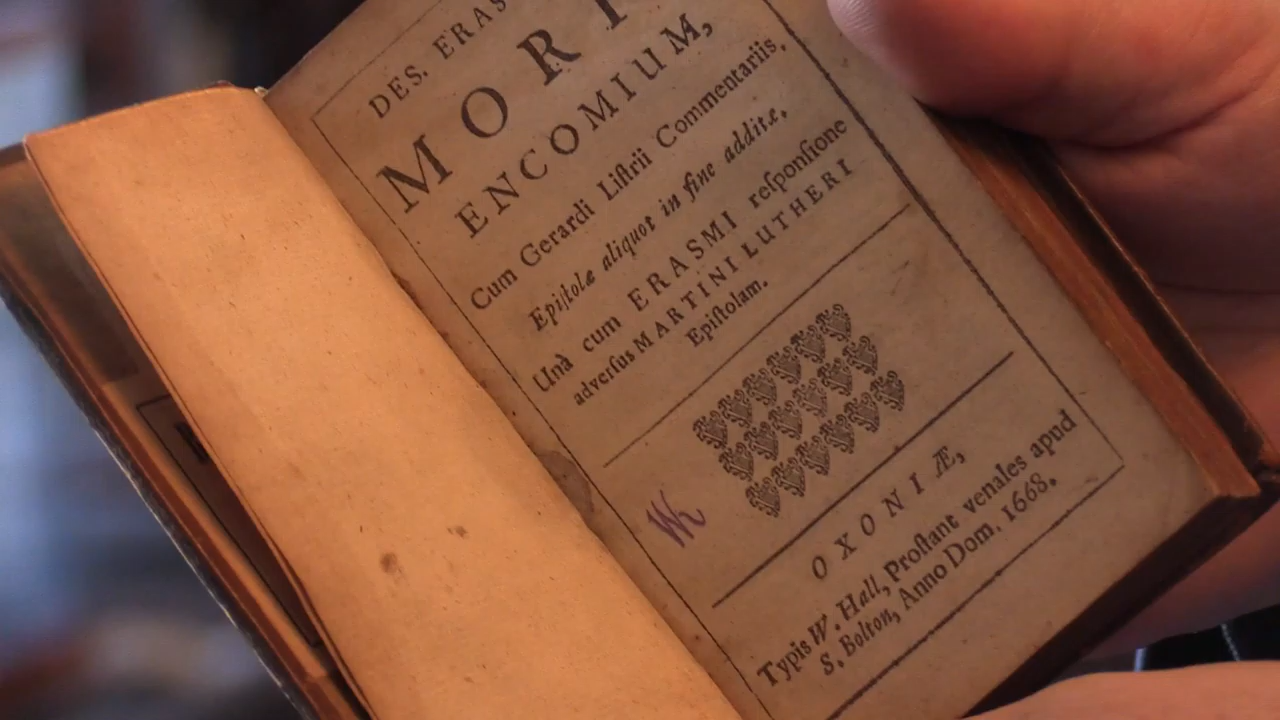 DES. ERAS
MORI
ENCOMIUM,
Cum Gerardi Liſtrii Commentariis,
Epiſtolæ aliquot in fine additæ.
Unà cum ERASMI reſponſione
adverſus MARTINI LUTHERI
Epiſtolam.
OXONIÆ,
Typis W. Hall, Proſtant venales apud
S. Bolton, Anno Dom. 1668.